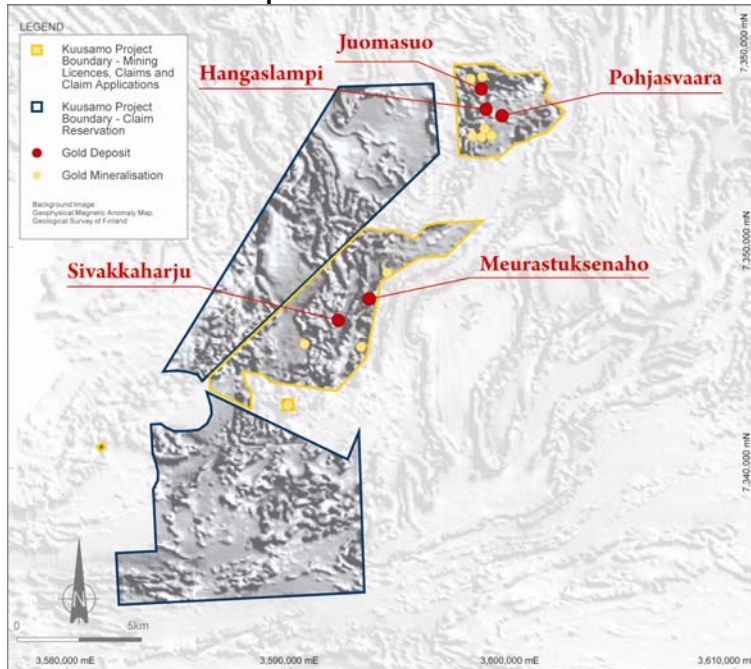 LEGEND
Kuusamo Project
Boundary - Mining
Licences, Claims and
Claim Applications
Kuusamo Project
Boundary - Claim
Reservation
Gold Deposit
Gold Mineralisation
Background Image:
Geophysical Magnetic Anomaly Map,
Geological Survey of Finland
Juomasuo
Hangaslampi
Pohjasvaara
Sivakkaharju
Meurastuksenaho
7,350,000 mN
7,350,000 mN
7,340,000 mN
N
0 5km
3,580,000 mE 3,590,000 mE 3,600,000 mE 3,610,000 m